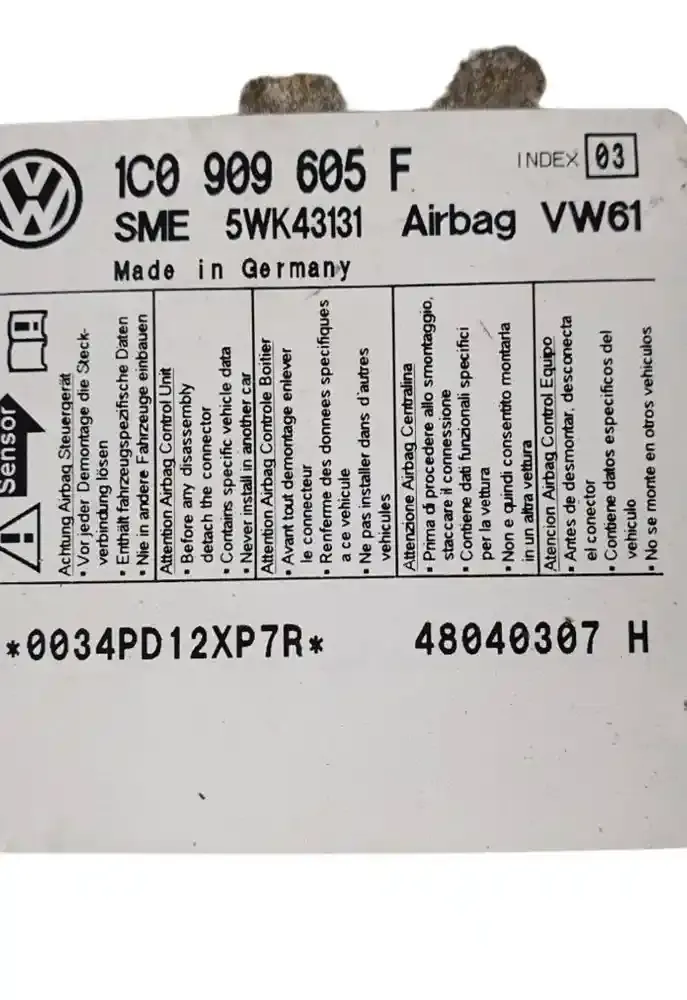 1C0 909 605 F
INDEX 03
SME 5WK43131 Airbag VW61
Made in Germany
Sensor
Achtung Airbag Steuergerät
• Vor jeder Demontage die Steck-
verbindung lösen
• Enthält fahrzeugspezifische Daten
• Nie in andere Fahrzeuge einbauen
Attention Airbag Control Unit
• Before any disassembly
detach the connector
• Contains specific vehicle data
• Never install in another car
Attention Airbag Controle Boitier
• Avant tout demontage enlever
le connecteur
• Renferme des donnees specifiques
a ce vehicule
• Ne pas installer dans d'autres
vehicules
Attenzione Airbag Centralina
• Prima di procedere allo smontaggio,
staccare il connessione
• Contiene dati funzionali specifici
per la vettura
• Non e quindi consentito montarla
in un altra vettura
Atencion Airbag Control Equipo
• Antes de desmontar, desconecta
el conector
• Contiene datos especificos del
vehiculo
• No se monte en otros vehiculos
*0034PD12XP7R* 48040307 H